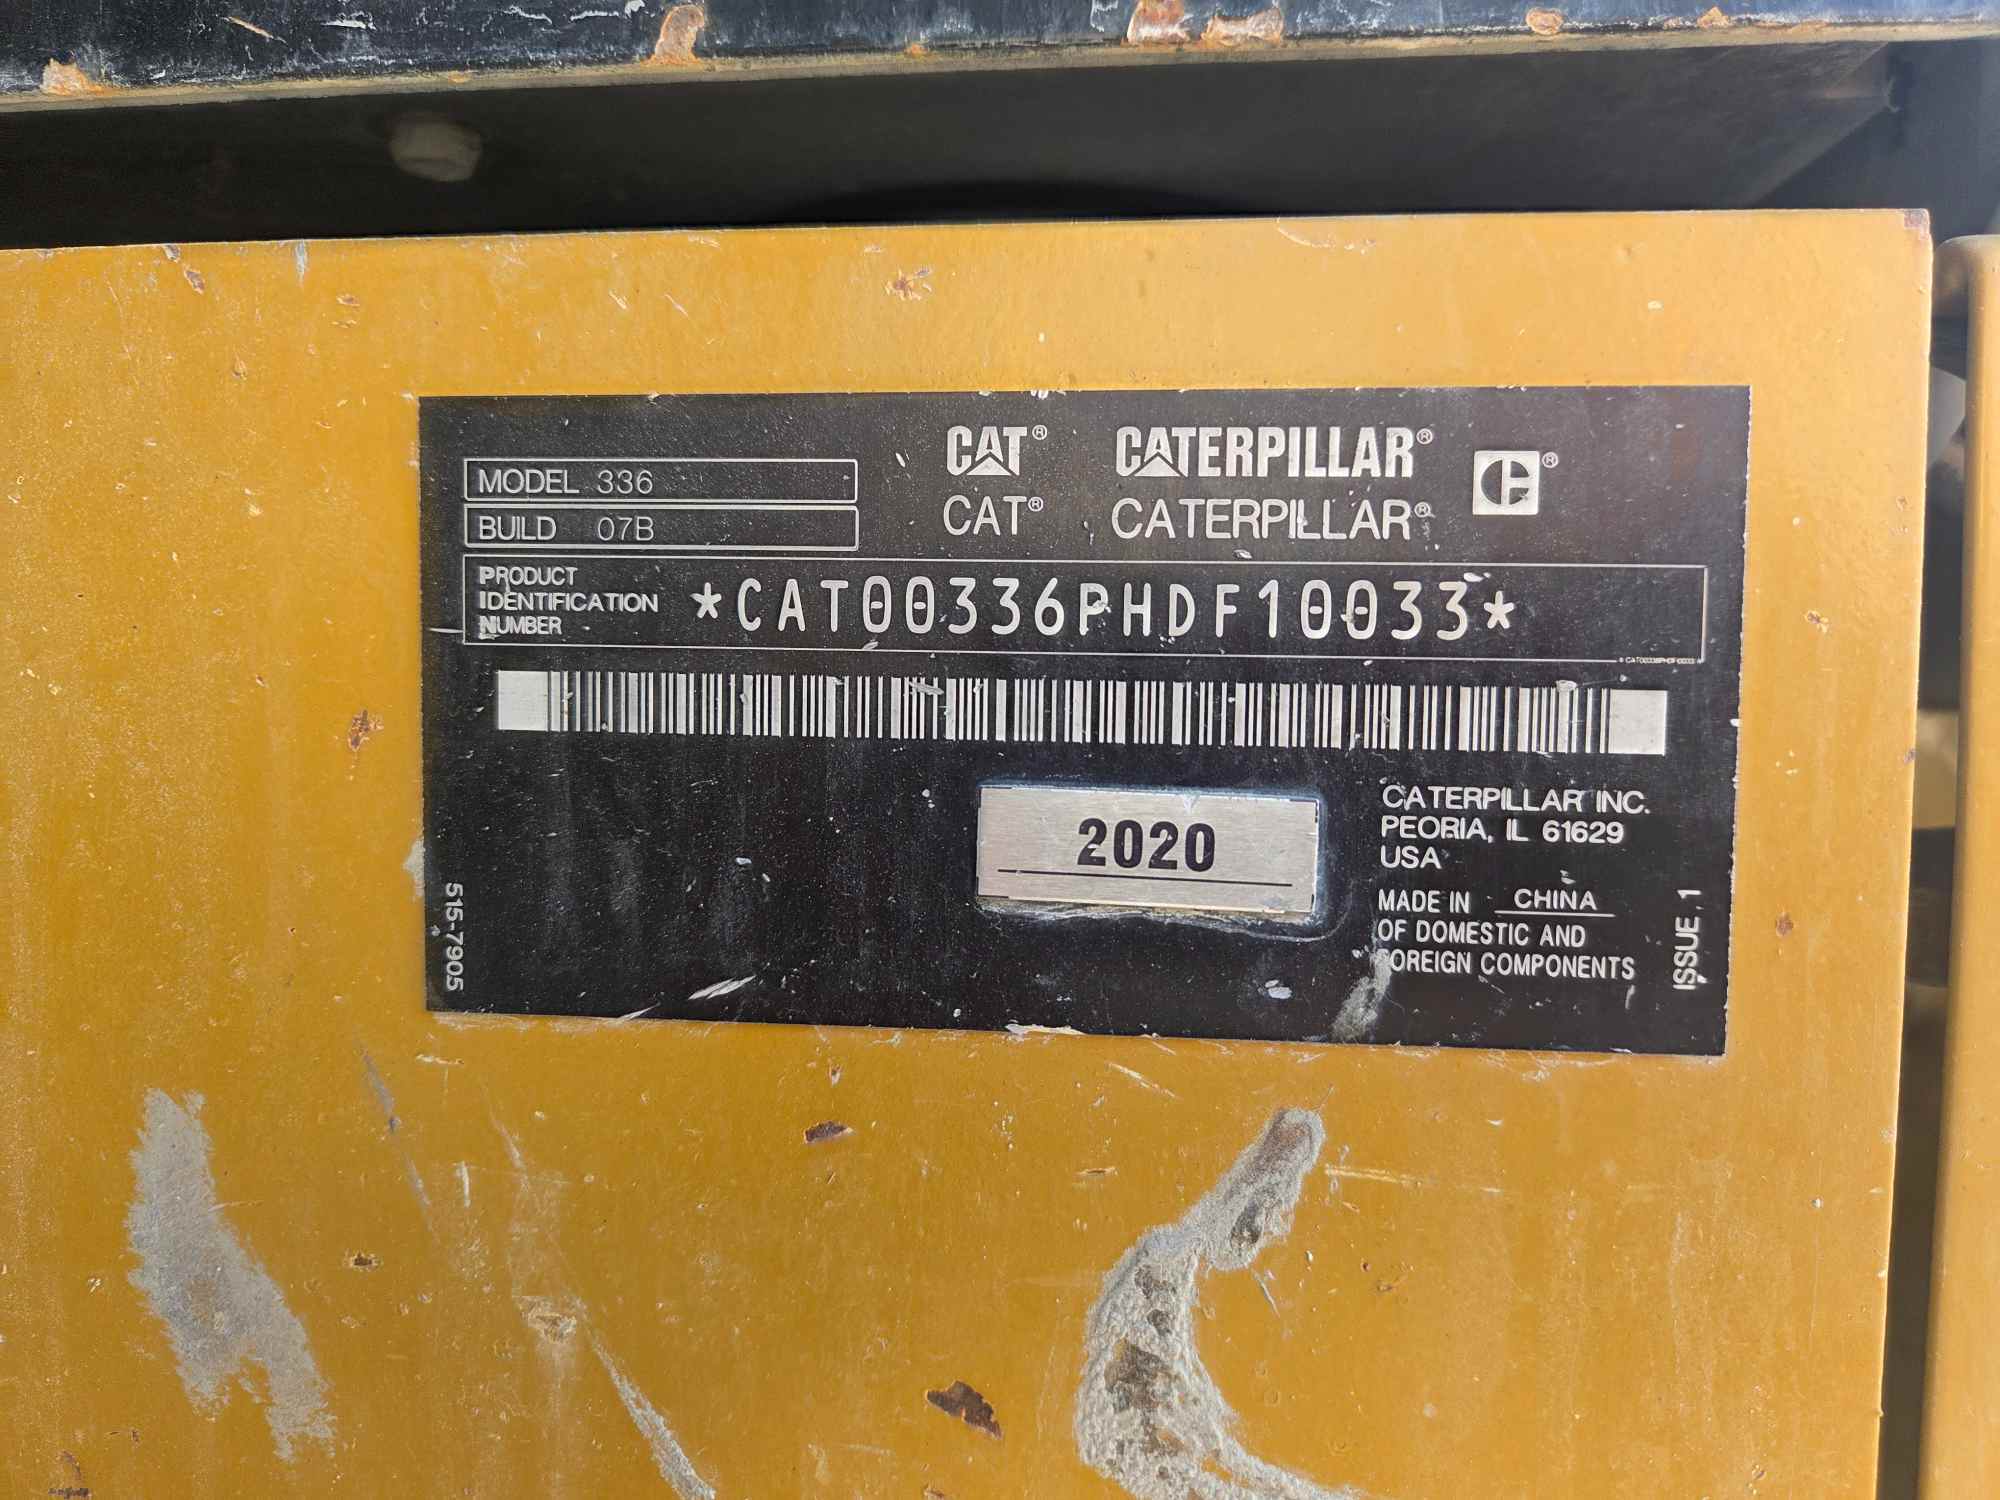 CAT® CATERPILLAR®
CAT® CATERPILLAR®
MODEL 336
BUILD 07B
PRODUCT
IDENTIFICATION
NUMBER
*CAT00336PHDF10033*
2020
CATERPILLAR INC.
PEORIA, IL 61629
USA
MADE IN CHINA
OF DOMESTIC AND
FOREIGN COMPONENTS
515-7905
ISSUE 1